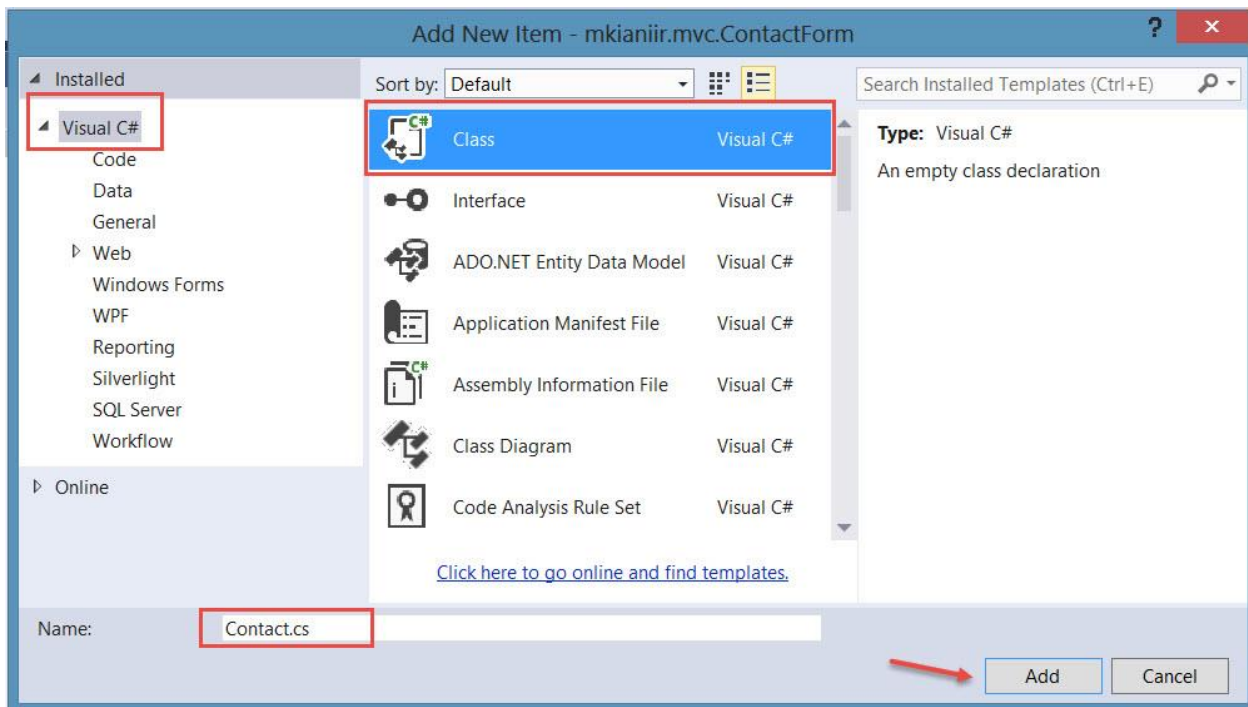 Add New Item - mkianiir.mvc.ContactForm
?
×
Installed
Sort by: Default
Search Installed Templates (Ctrl+E)
Visual C#
Code
Data
General
Web
Windows Forms
WPF
Reporting
Silverlight
SQL Server
Workflow
Online
C# Class Visual C#
Interface Visual C#
ADO.NET Entity Data Model Visual C#
Application Manifest File Visual C#
C# Assembly Information File Visual C#
Class Diagram Visual C#
Code Analysis Rule Set Visual C#
Click here to go online and find templates.
Type: Visual C#
An empty class declaration
Name: Contact.cs
Add Cancel